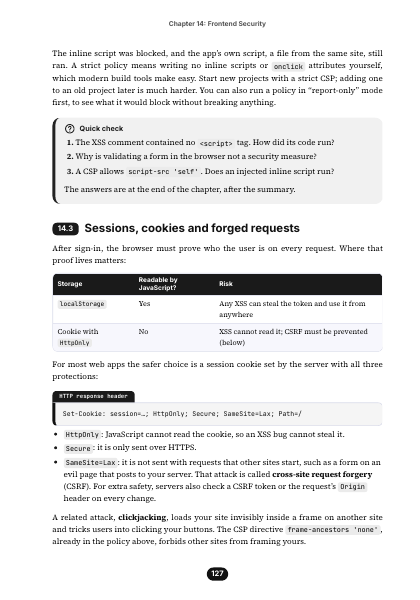 Chapter 14: Frontend Security
The inline script was blocked, and the app's own script, a file from the same site, still
ran. A strict policy means writing no inline scripts or onclick attributes yourself,
which modern build tools make easy. Start new projects with a strict CSP; adding one
to an old project later is much harder. You can also run a policy in “report-only” mode
first, to see what it would block without breaking anything.
Quick check
1. The XSS comment contained no <script> tag. How did its code run?
2. Why is validating a form in the browser not a security measure?
3. A CSP allows script-src 'self'. Does an injected inline script run?
The answers are at the end of the chapter, after the summary.
14.3 Sessions, cookies and forged requests
After sign-in, the browser must prove who the user is on every request. Where that
proof lives matters:
Storage Readable by JavaScript? Risk
localStorage Yes Any XSS can steal the token and use it from anywhere
Cookie with HttpOnly No XSS cannot read it; CSRF must be prevented (below)
For most web apps the safer choice is a session cookie set by the server with all three
protections:
HTTP response header
Set-Cookie: session=…; HttpOnly; Secure; SameSite=Lax; Path=/
• HttpOnly: JavaScript cannot read the cookie, so an XSS bug cannot steal it.
• Secure: it is only sent over HTTPS.
• SameSite=Lax: it is not sent with requests that other sites start, such as a form on an
evil page that posts to your server. That attack is called cross-site request forgery
(CSRF). For extra safety, servers also check a CSRF token or the request's Origin
header on every change.
A related attack, clickjacking, loads your site invisibly inside a frame on another site
and tricks users into clicking your buttons. The CSP directive frame-ancestors 'none',
already in the policy above, forbids other sites from framing yours.
127